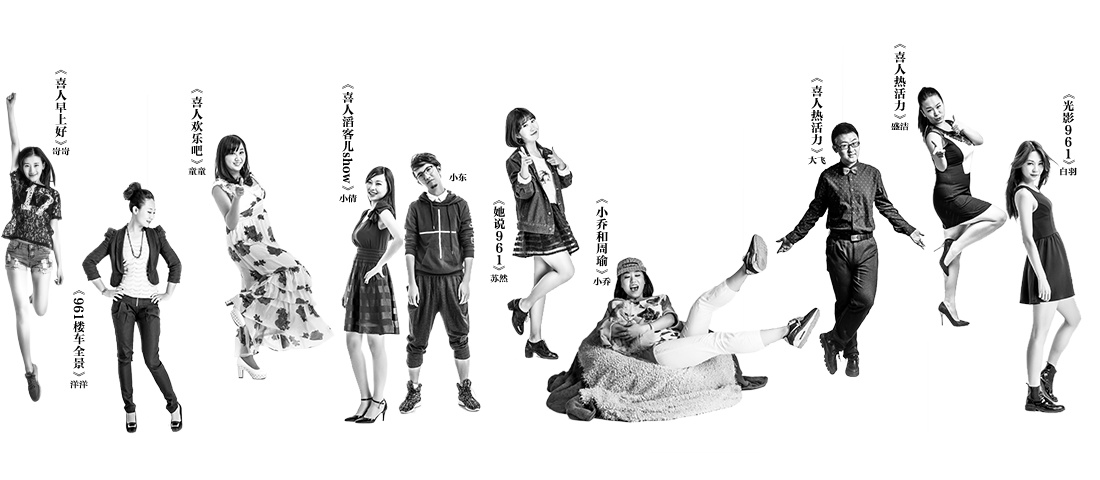 《喜人早上好》
哿哿
《961楼车全景》
洋洋
《喜人欢乐吧》
童童
《喜人滔客儿show》
小倩
小东
《她说961》
苏然
《小乔和周瑜》
小乔
《喜人热活力》
大飞
《喜人热活力》
盛洁
《光影961》
白羽
17